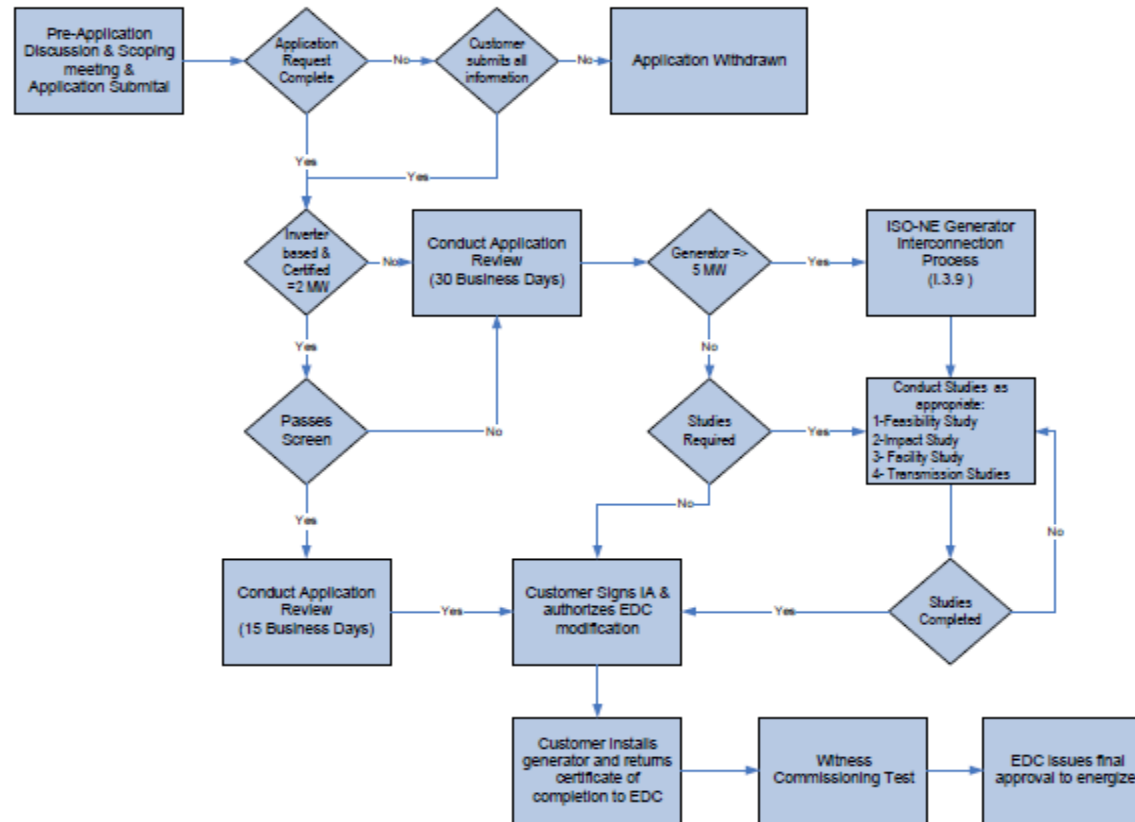 Pre-Application
Discussion & Scoping
meeting &
Application Submital
Application
Request
Complete
No
Customer
submits all
information
No
Application Withdrawn
Yes
Yes
Inverter
based &
Certified
=2 MW
No
Conduct Application
Review
(30 Business Days)
Generator =>
5 MW
Yes
ISO-NE Generator
Interconnection
Process
(I.3.9 )
Yes
No
Passes
Screen
No
Studies
Required
Yes
Conduct Studies as
appropriate:
1-Feasibility Study
2-Impact Study
3- Facility Study
4- Transmission Studies
Yes
No
No
Conduct Application
Review
(15 Business Days)
Yes
Customer Signs IA &
authorizes EDC
modification
Yes
Studies
Completed
Customer installs
generator and returns
certificate of
completion to EDC
Witness
Commissioning Test
EDC issues final
approval to energize